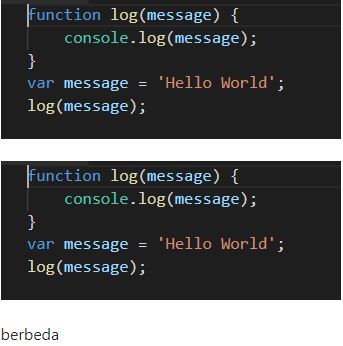 function log(message) {
    console.log(message);
}
var message = 'Hello World';
log(message);
function log(message) {
    console.log(message);
}
var message = 'Hello World';
log(message);
berbeda